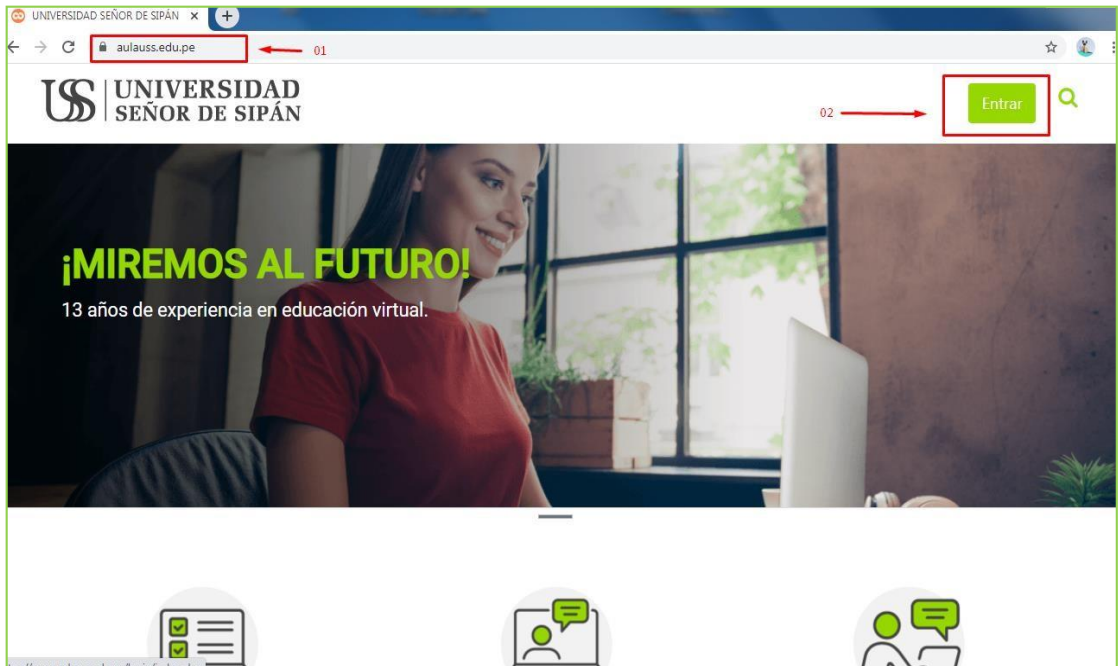 UNIVERSIDAD SEÑOR DE SIPÁN
aulauss.edu.pe
01
USS UNIVERSIDAD
SEÑOR DE SIPÁN
02
Entrar
¡MIREMOS AL FUTURO!
13 años de experiencia en educación virtual.